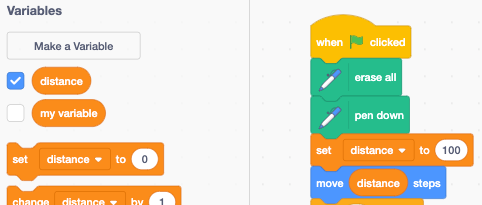 Variables
Make a Variable
distance
my variable
set distance to 0
change distance by 1
when clicked
erase all
pen down
set distance to 100
move distance steps